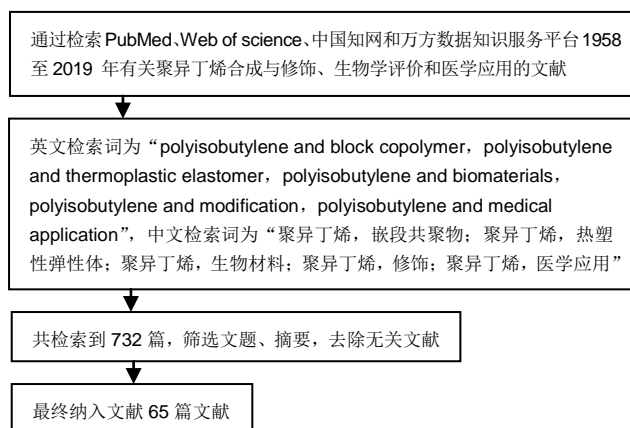 通过检索PubMed、Web of science、中国知网和万方数据知识服务平台1958
至2019 年有关聚异丁烯合成与修饰、生物学评价和医学应用的文献
英文检索词为“polyisobutylene and block copolymer，polyisobutylene
and thermoplastic elastomer，polyisobutylene and biomaterials，
polyisobutylene and modification，polyisobutylene and medical
application”，中文检索词为“聚异丁烯，嵌段共聚物；聚异丁烯，热塑
性弹性体；聚异丁烯，生物材料；聚异丁烯，修饰；聚异丁烯，医学应用”
共检索到 732 篇，筛选文题、摘要，去除无关文献
最终纳入文献 65 篇文献